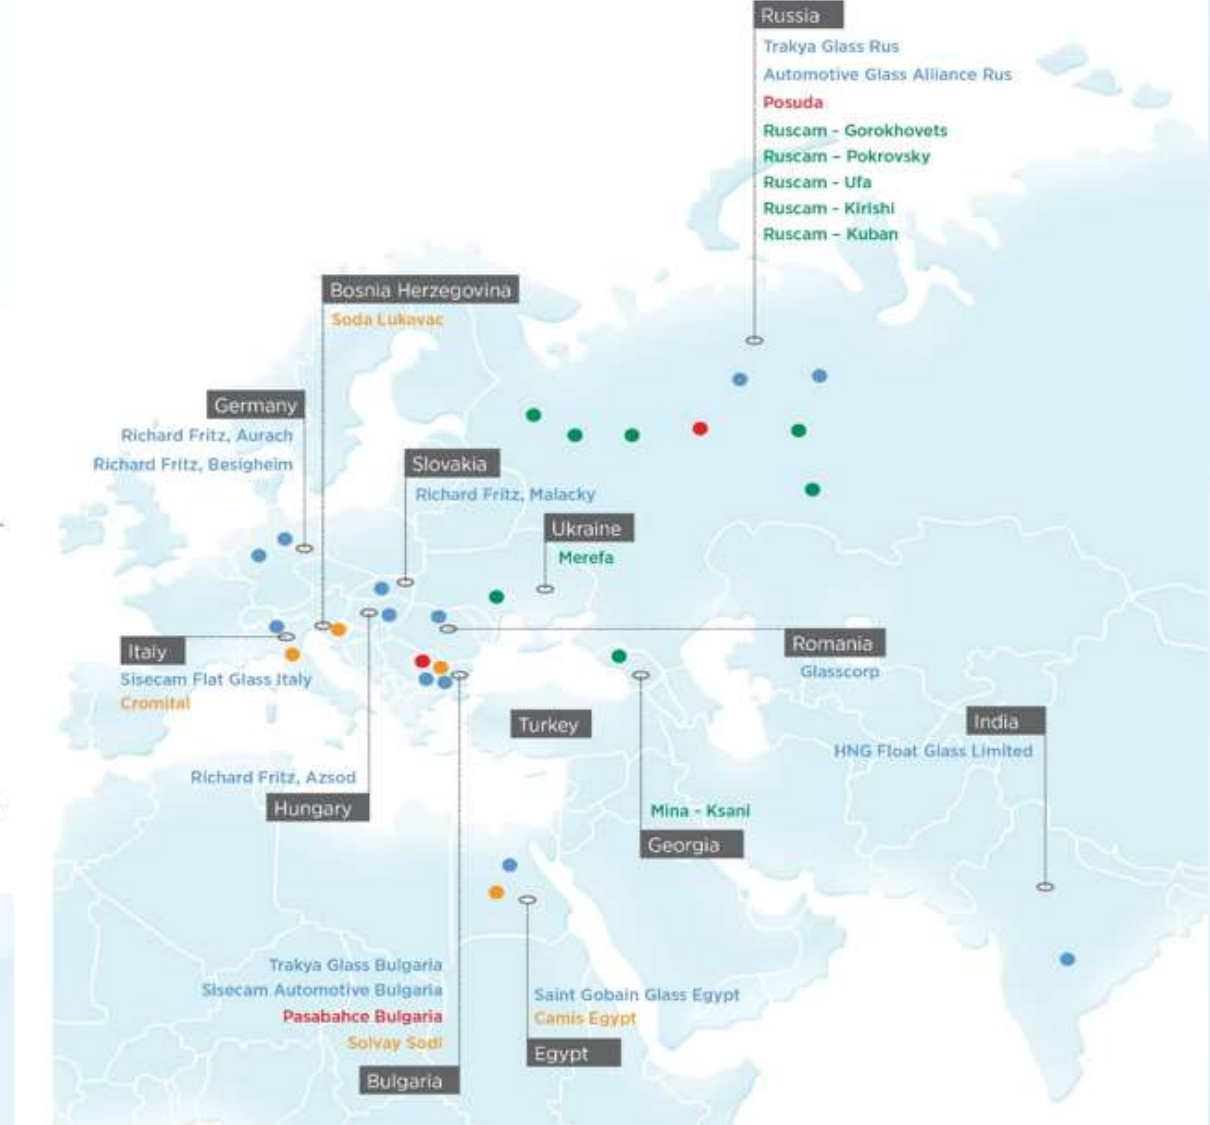 Russia
Trakya Glass Rus
Automotive Glass Alliance Rus
Posuda
Ruscam - Gorokhovets
Ruscam – Pokrovsky
Ruscam - Ufa
Ruscam - Kirishi
Ruscam – Kuban
Bosnia Herzegovina
Soda Lukavac
Germany
Richard Fritz, Aurach
Richard Fritz, Besigheim
Slovakia
Richard Fritz, Malacky
Ukraine
Merefa
Italy
Sisecam Flat Glass Italy
Cromital
Romania
Glasscorp
Turkey
India
HNG Float Glass Limited
Richard Fritz, Azsod
Hungary
Mina - Ksani
Georgia
Trakya Glass Bulgaria
Sisecam Automotive Bulgaria
Pasabahce Bulgaria
Solvay Sodi
Bulgaria
Saint Gobain Glass Egypt
Camis Egypt
Egypt